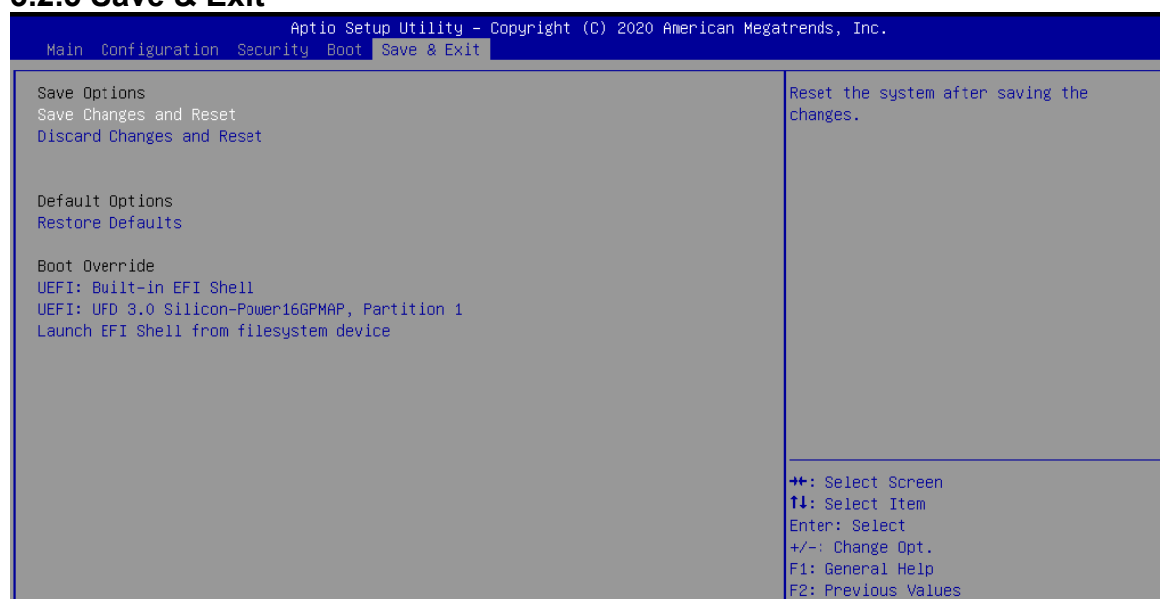 Save & Exit
Aptio Setup Utility – Copyright (C) 2020 American Megatrends, Inc.
Main Configuration Security Boot Save & Exit
Save Options
Save Changes and Reset
Discard Changes and Reset
Default Options
Restore Defaults
Boot Override
UEFI: Built-in EFI Shell
UEFI: UFD 3.0 Silicon-Power16GPMAP, Partition 1
Launch EFI Shell from filesystem device
Reset the system after saving the
changes.
→←: Select Screen
↑↓: Select Item
Enter: Select
+/-: Change Opt.
F1: General Help
F2: Previous Values